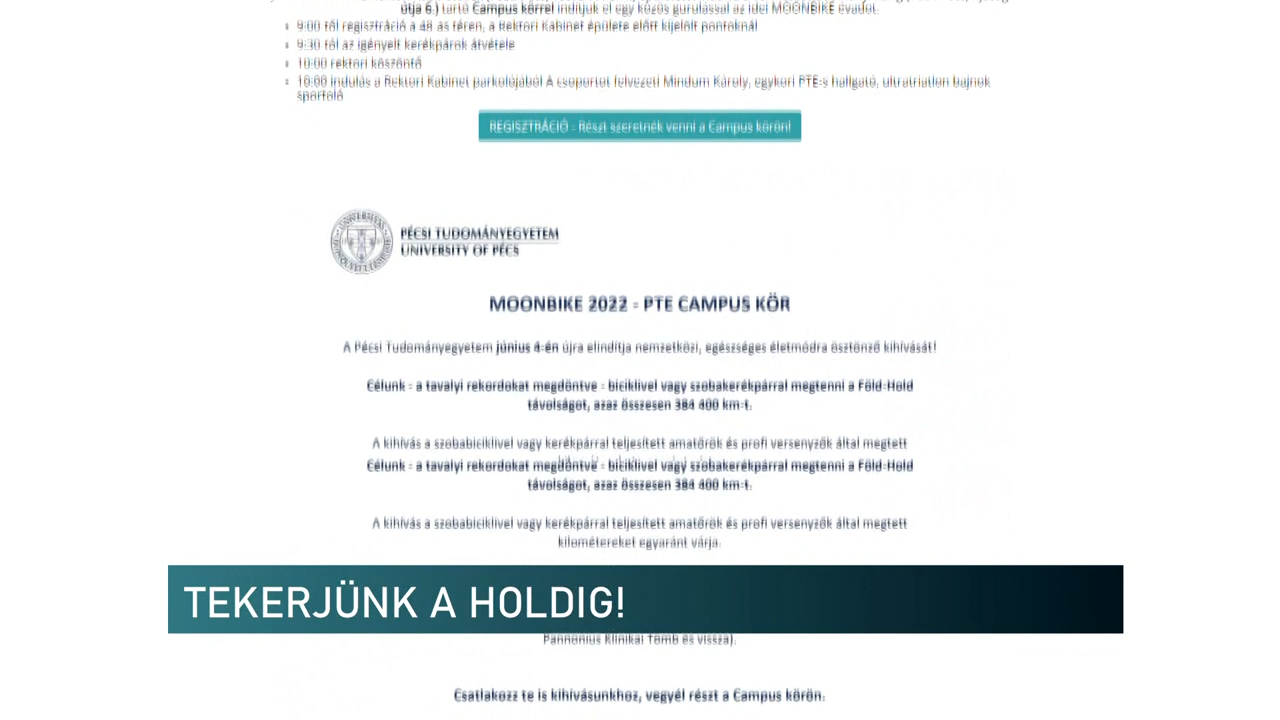 útja 6.) tartó Campus körrel indítjuk el egy közös gurulással az idei MOONBIKE évadot.
9:00 tól regisztráció a 48-as téren, a Rektori Kabinet épülete előtt kijelölt pontoknál
9:30 tól az igényelt kerékpárok átvétele
10:00 rektori köszöntő
10:00 indulás a Rektori Kabinet parkolójából A csoportot felvezeti Mindum Károly, egykori PTE-s hallgató, ultratriatlon bajnok
sportoló
REGISZTRÁCIÓ - Részt szeretnék venni a Campus körön!
PÉCSI TUDOMÁNYEGYETEM
UNIVERSITY OF PÉCS
MOONBIKE 2022 - PTE CAMPUS KÖR
A Pécsi Tudományegyetem június 4-én újra elindítja nemzetközi, egészséges életmódra ösztönző kihívását!
Célunk - a tavalyi rekordokat megdöntve - biciklivel vagy szobakerékpárral megtenni a Föld-Hold
távolságot, azaz összesen 384 400 km-t.
A kihívás a szobabiciklivel vagy kerékpárral teljesített amatőrök és profi versenyzők által megtett
Célunk - a tavalyi rekordokat megdöntve - biciklivel vagy szobakerékpárral megtenni a Föld-Hold
távolságot, azaz összesen 384 400 km-t.
A kihívás a szobabiciklivel vagy kerékpárral teljesített amatőrök és profi versenyzők által megtett
kilométereket egyaránt várja.
TEKERJÜNK A HOLDIG!
Pannonius Klinikai Tömb és vissza).
Csatlakozz te is kihívásunkhoz, vegyél részt a Campus körön.